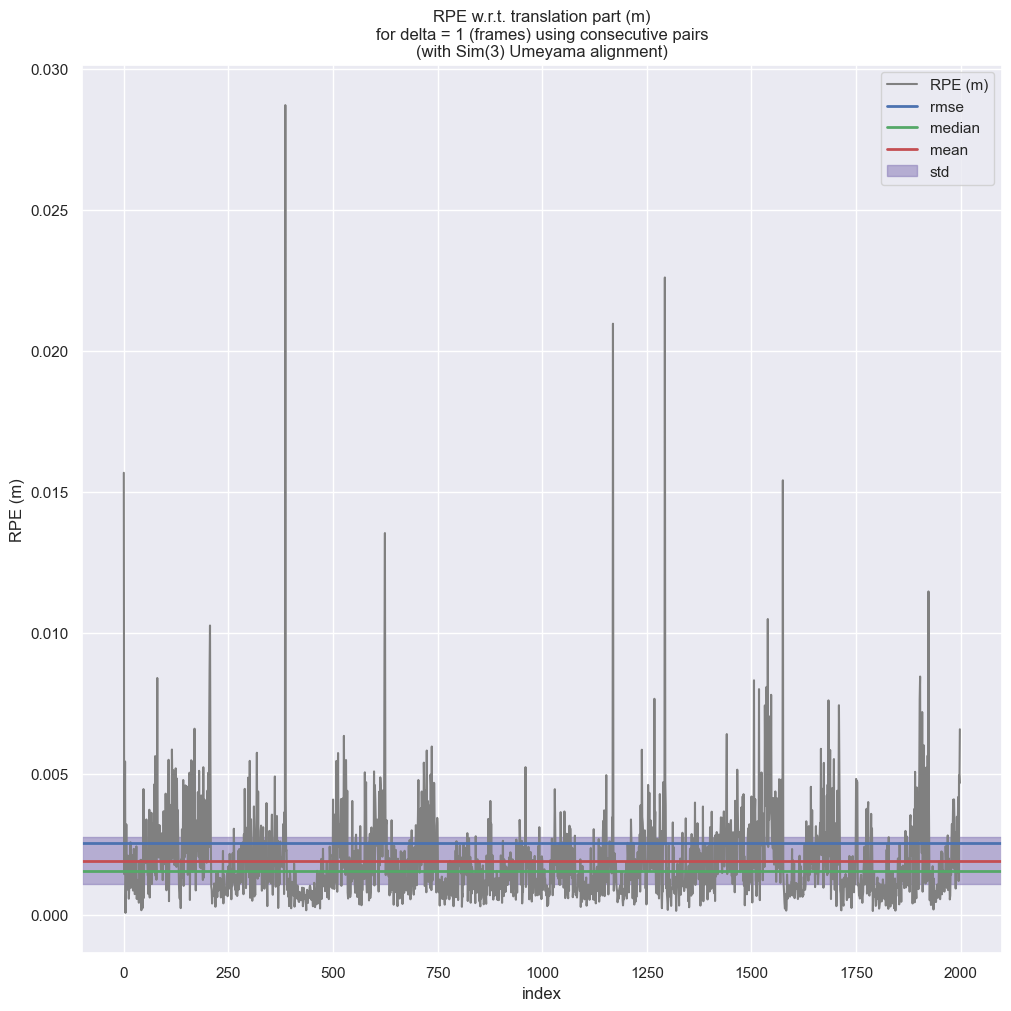 RPE w.r.t. translation part (m)
for delta = 1 (frames) using consecutive pairs
(with Sim(3) Umeyama alignment)
RPE (m)
rmse
median
mean
std
0.030
0.025
0.020
0.015
0.010
0.005
0.000
RPE (m)
0 250 500 750 1000 1250 1500 1750 2000
index